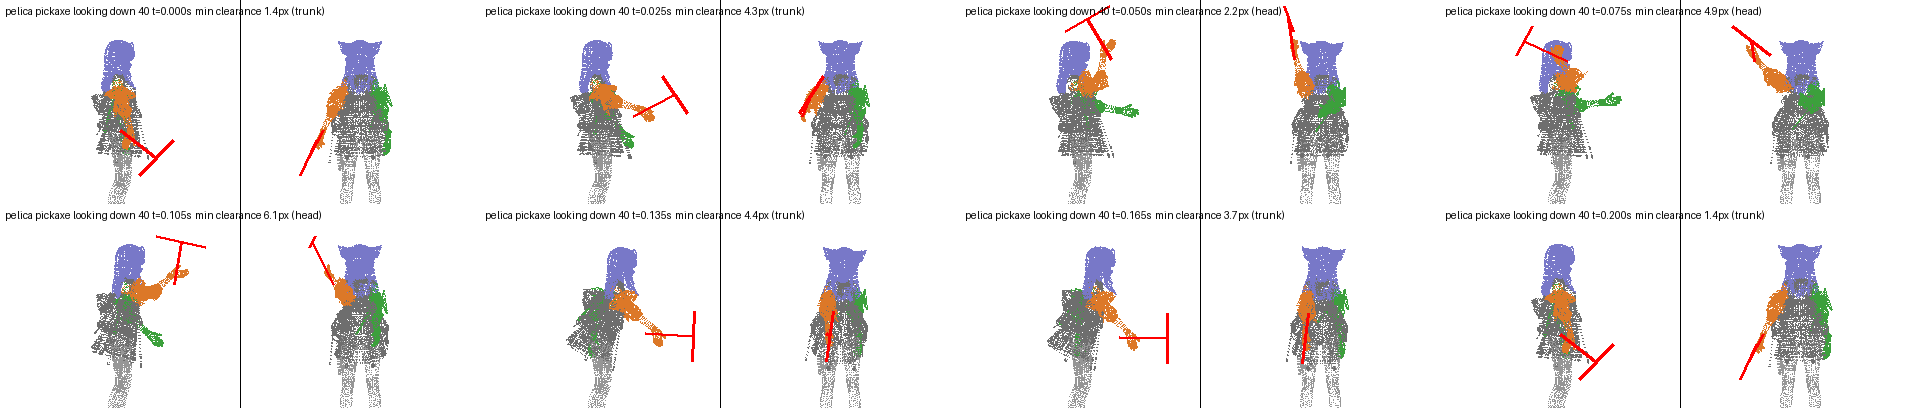 pelica pickaxe looking down 40 t=0.000s min clearance 1.4px (trunk)
pelica pickaxe looking down 40 t=0.025s min clearance 4.3px (trunk)
pelica pickaxe looking down 40 t=0.050s min clearance 2.2px (head)
pelica pickaxe looking down 40 t=0.075s min clearance 4.9px (head)
pelica pickaxe looking down 40 t=0.105s min clearance 6.1px (head)
pelica pickaxe looking down 40 t=0.135s min clearance 4.4px (trunk)
pelica pickaxe looking down 40 t=0.165s min clearance 3.7px (trunk)
pelica pickaxe looking down 40 t=0.200s min clearance 1.4px (trunk)